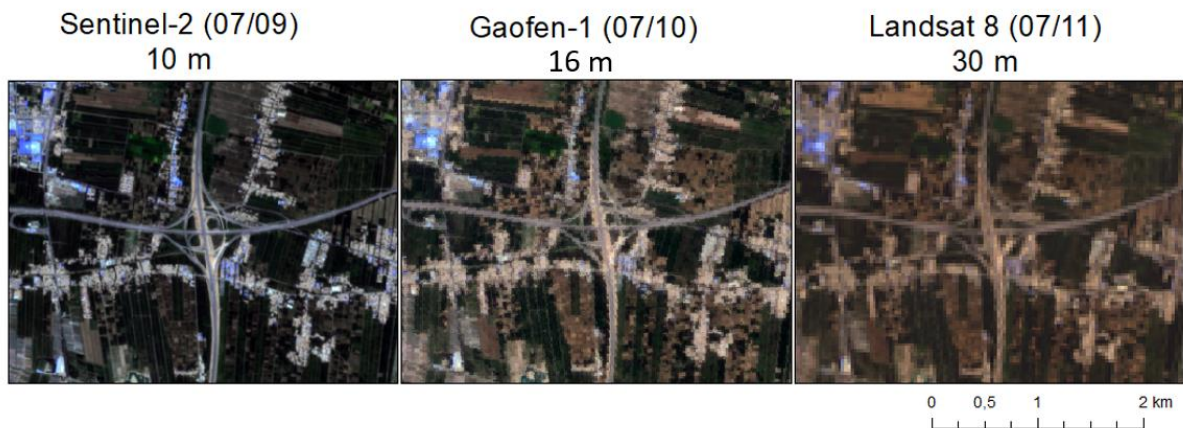 Sentinel-2 (07/09)
10 m
Gaofen-1 (07/10)
16 m
Landsat 8 (07/11)
30 m
0 0,5 1 2 km